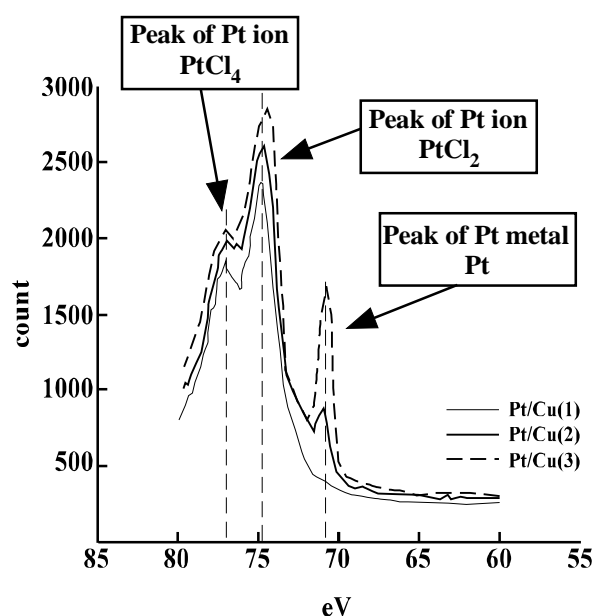 Peak of Pt ion
PtCl4
Peak of Pt ion
PtCl2
Peak of Pt metal
Pt
3000
2500
2000
1500
1000
500
count
Pt/Cu(1)
Pt/Cu(2)
Pt/Cu(3)
85 80 75 70 65 60 55
eV